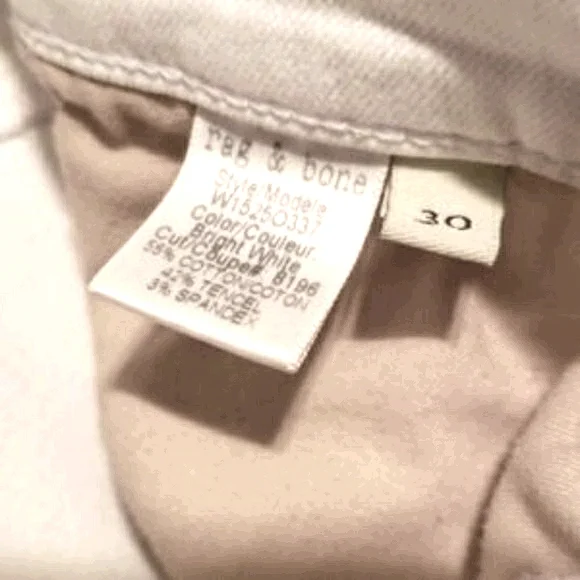 rag & bone
Style/Modele
W1525O337
Color/Couleur.
Bright White
Cut/Coupe# 8196
55% COTTON/COTON
42% TENCEL
3% SPANDEX
30